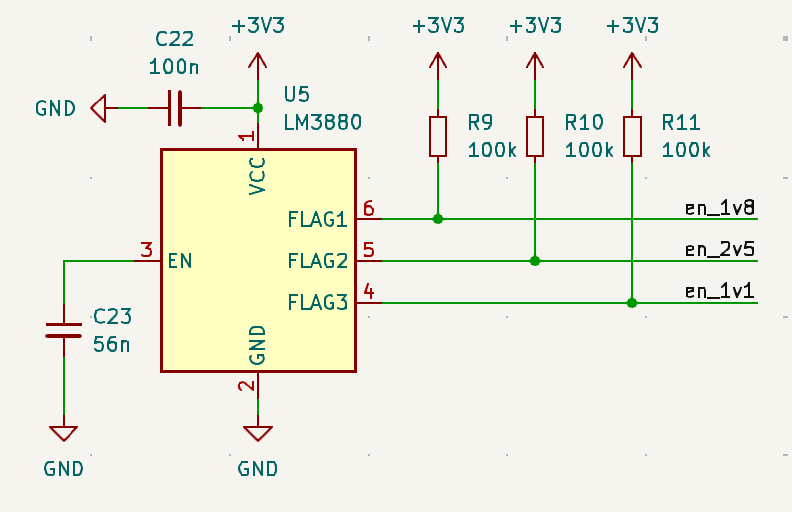 +3V3
+3V3
+3V3
+3V3
C22
100n
GND
U5
LM3880
R9
100k
R10
100k
R11
100k
1
VCC
FLAG1
6
en_1v8
3
EN
FLAG2
5
en_2v5
FLAG3
4
en_1v1
C23
56n
GND
2
GND
GND